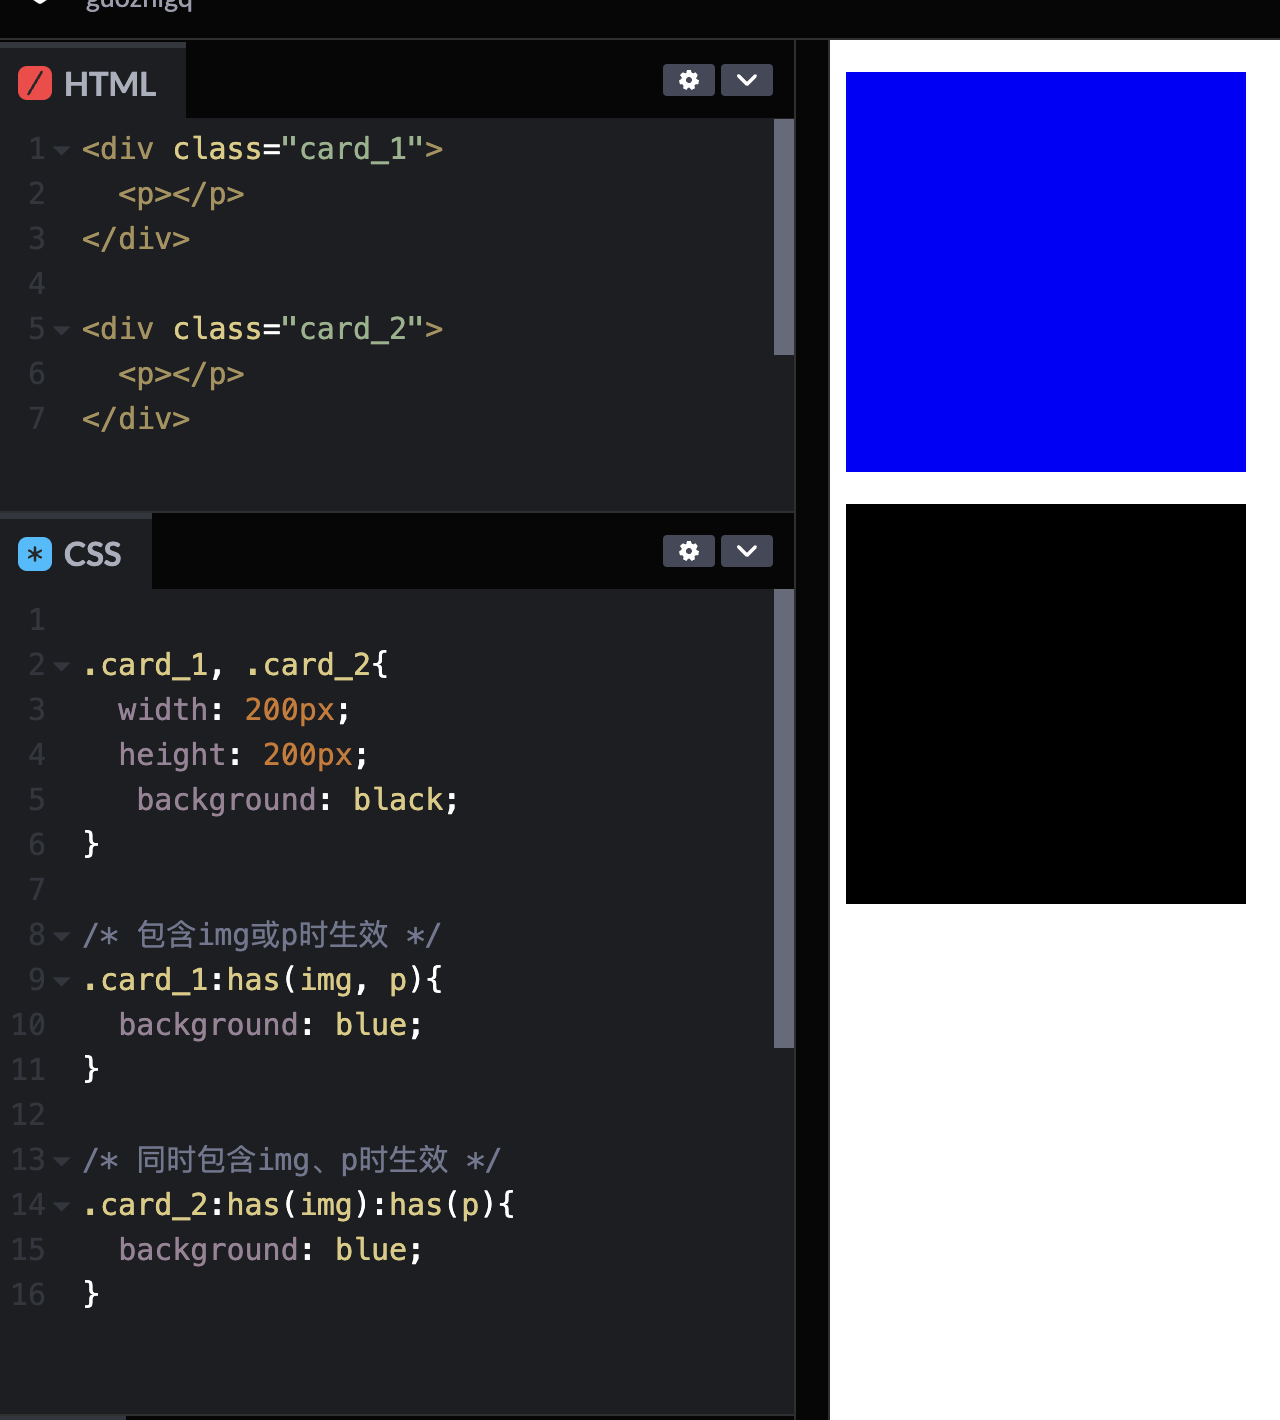 guozhigq
HTML
1 <div class="card_1">
2   <p></p>
3 </div>
4
5 <div class="card_2">
6   <p></p>
7 </div>
CSS
1
2 .card_1, .card_2{
3   width: 200px;
4   height: 200px;
5    background: black;
6 }
7
8 /* 包含img或p时生效 */
9 .card_1:has(img, p){
10   background: blue;
11 }
12
13 /* 同时包含img、p时生效 */
14 .card_2:has(img):has(p){
15   background: blue;
16 }